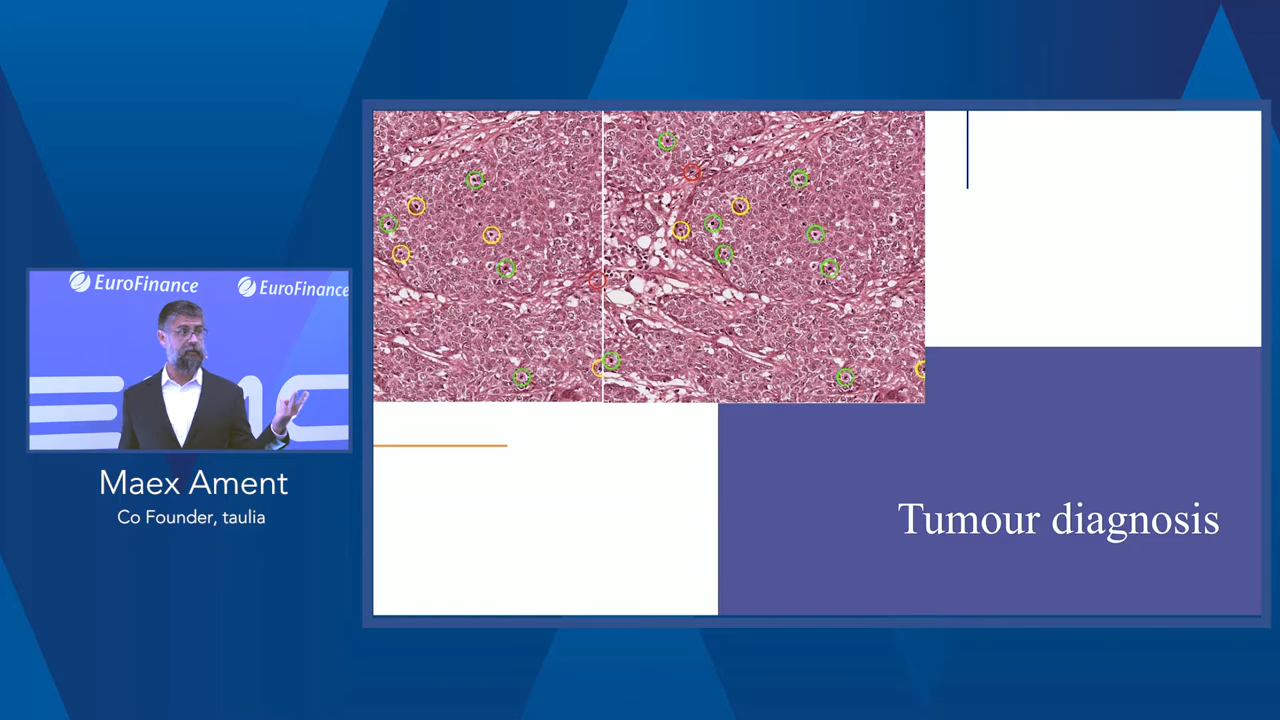 EuroFinance
EuroFinance
Maex Ament
Co Founder, taulia
Tumour diagnosis